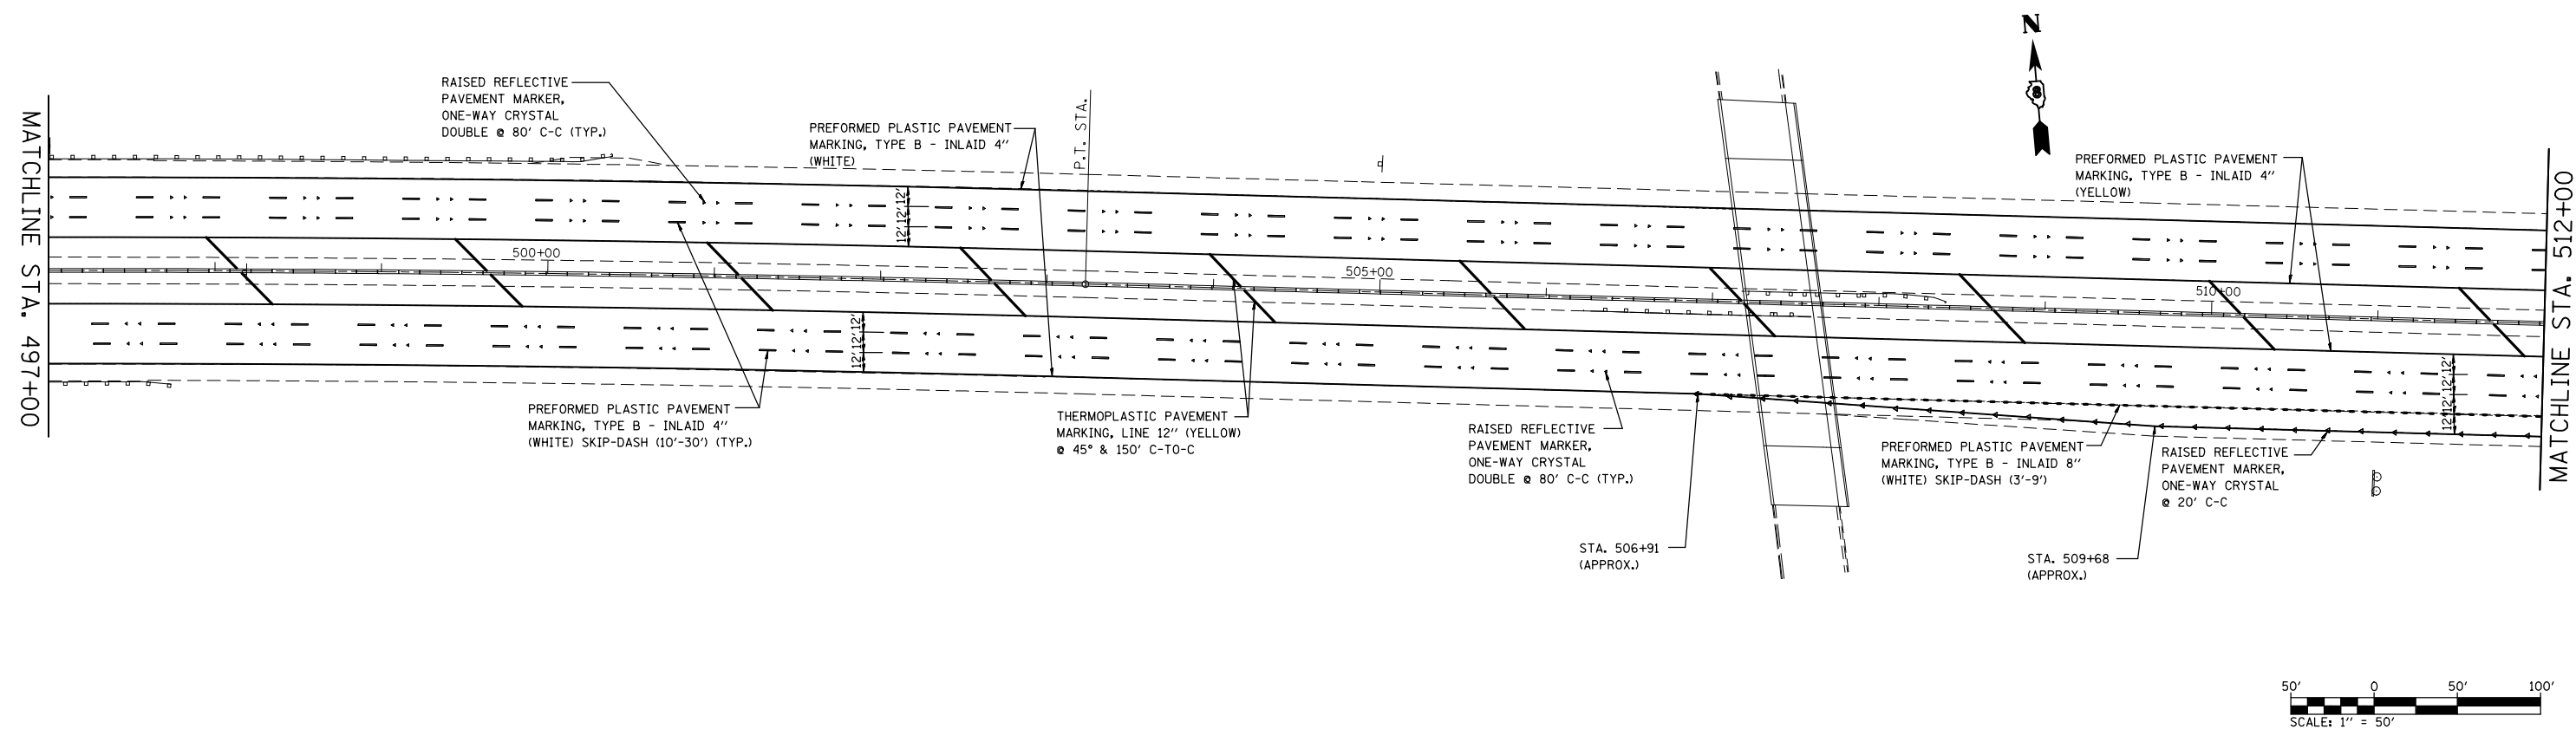 N
8
MATCHLINE STA. 497+00
RAISED REFLECTIVE
PAVEMENT MARKER,
ONE-WAY CRYSTAL
DOUBLE @ 80' C-C (TYP.)
PREFORMED PLASTIC PAVEMENT
MARKING, TYPE B - INLAID 4"
(WHITE)
P.T. STA.
PREFORMED PLASTIC PAVEMENT
MARKING, TYPE B - INLAID 4"
(YELLOW)
MATCHLINE STA. 512+00
12' 12' 12'
500+00
505+00
510+00
12' 12' 12'
12' 12' 12' 12'
PREFORMED PLASTIC PAVEMENT
MARKING, TYPE B - INLAID 4"
(WHITE) SKIP-DASH (10'-30') (TYP.)
THERMOPLASTIC PAVEMENT
MARKING, LINE 12" (YELLOW)
@ 45° & 150' C-TO-C
RAISED REFLECTIVE
PAVEMENT MARKER,
ONE-WAY CRYSTAL
DOUBLE @ 80' C-C (TYP.)
PREFORMED PLASTIC PAVEMENT
MARKING, TYPE B - INLAID 8"
(WHITE) SKIP-DASH (3'-9')
RAISED REFLECTIVE
PAVEMENT MARKER,
ONE-WAY CRYSTAL
@ 20' C-C
STA. 506+91
(APPROX.)
STA. 509+68
(APPROX.)
50' 0 50' 100'
SCALE: 1" = 50'